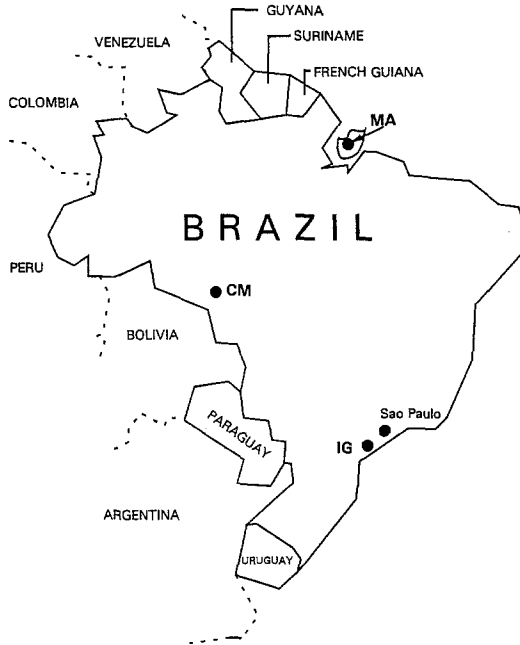 GUYANA
VENEZUELA
SURINAME
FRENCH GUIANA
COLOMBIA
MA
BRAZIL
PERU
CM
BOLIVIA
Sao Paulo
PARAGUAY
IG
ARGENTINA
URUGUAY